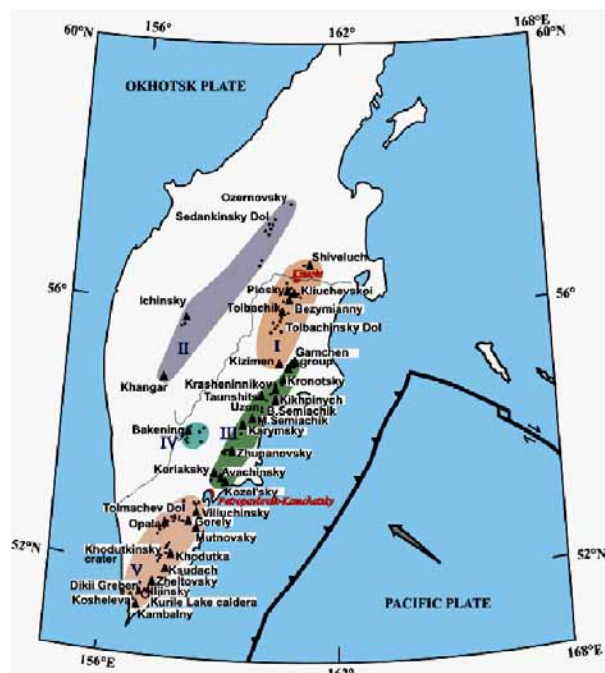 60°N 156° 162° 168°E
60°N
OKHOTSK PLATE
Ozernovsky
Sedankinsky Dol
Shiveluch
56°
Plosky
Kliuchevskoi
56°
Ichinsky
Tolbachik
Bezymianny
Tolbachinsky Dol
II
I
Gamchen
group
Kizimen
Khangar
Krasheninnikov
Kronotsky
Taunshits
Kikhpinych
Uzon
B.Semiachik
M.Semiachik
Bakening
III
Karymsky
IV
Zhupanovsky
Koriaksky
Avachinsky
Kozel'sky
Petropavlovsk-Kamchatsky
Tolmachev Dol
Viliuchinsky
Opala
Gorely
52°N
Mutnovsky
52°N
Khodutkinsky
crater
Khodutka
V
Ksudach
Zheltovsky
Dikii Greben
Iliinsky
Kosheleva
Kurile Lake caldera
Kambalny
PACIFIC PLATE
156°E
162°
168°E